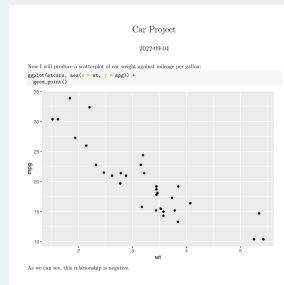 Car Project
2022-09-04
Now I will produce a scatterplot of car weight against mileage per gallon:
ggplot(mtcars, aes(x = wt, y = mpg)) +
geom_point()
35
30
25
20
15
10
mpg
2
3
4
5
wt
As we can see, this relationship is negative.